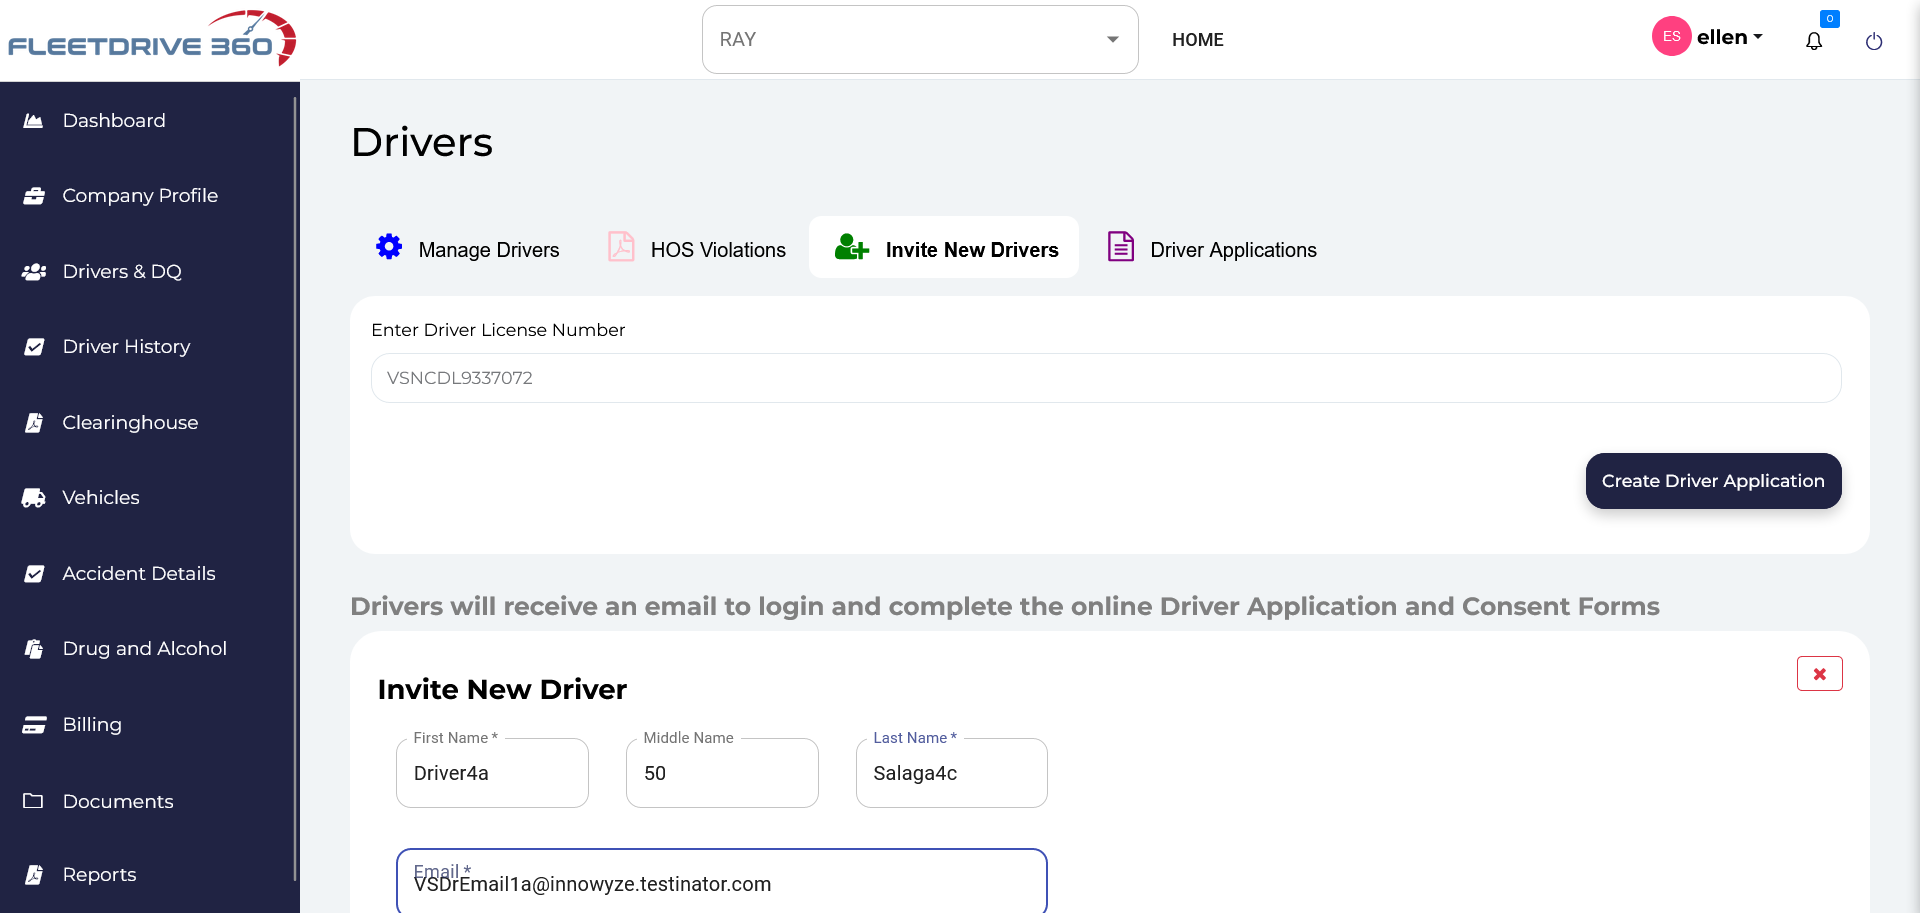 FLEETDRIVE 360
RAY
HOME
ES
ellen
0
Dashboard
Company Profile
Drivers & DQ
Driver History
Clearinghouse
Vehicles
Accident Details
Drug and Alcohol
Billing
Documents
Reports
Drivers
Manage Drivers
HOS Violations
Invite New Drivers
Driver Applications
Enter Driver License Number
VSNCDL9337072
Create Driver Application
Drivers will receive an email to login and complete the online Driver Application and Consent Forms
Invite New Driver
First Name *
Middle Name
Last Name *
Driver4a
50
Salaga4c
Email *
VSDrEmail1a@innowyze.testinator.com